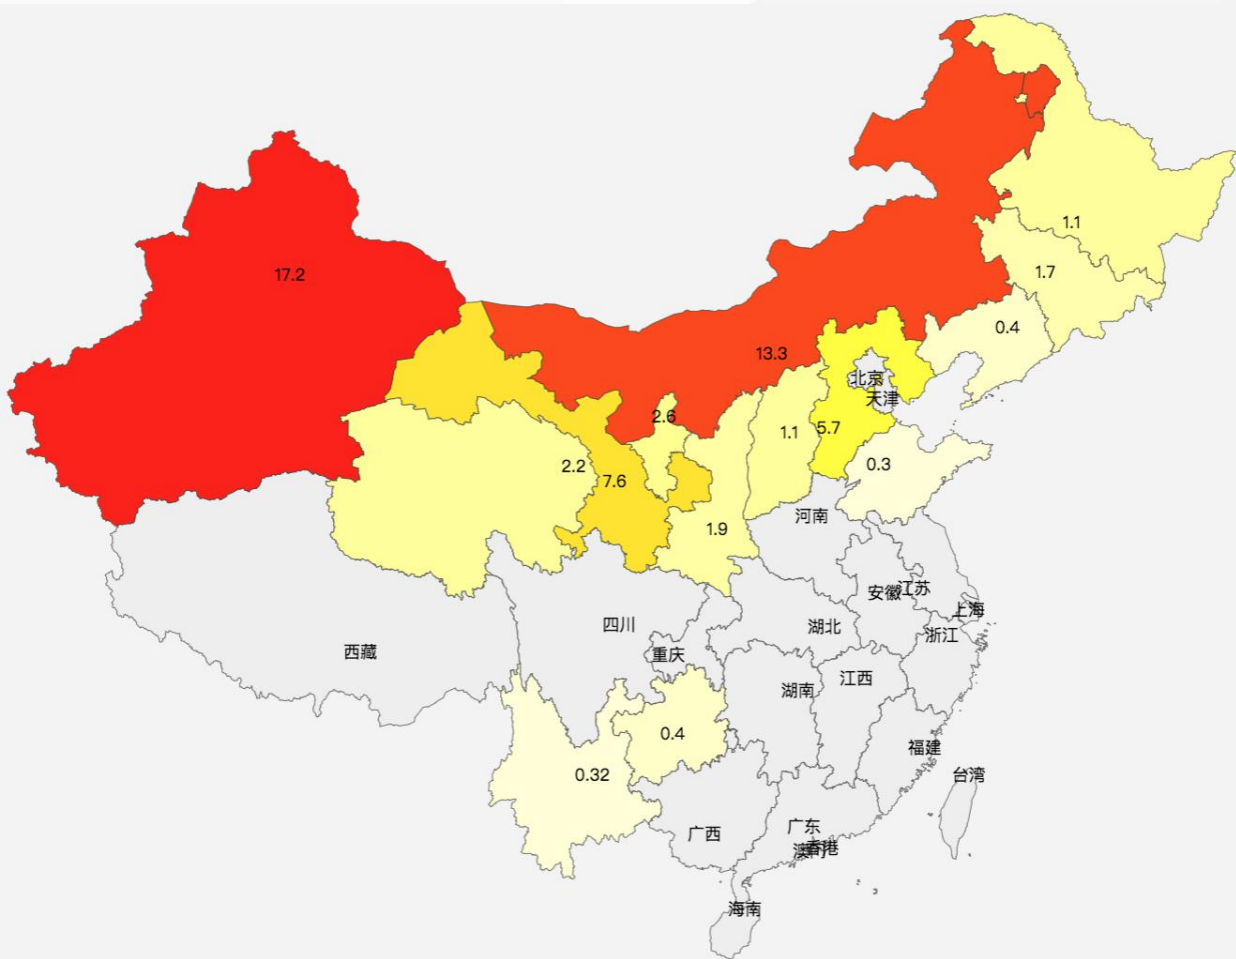 1.1
1.7
17.2
0.4
13.3
北京
天津
2.6
1.1
5.7
2.2
0.3
7.6
河南
1.9
安徽
江苏
上海
四川
湖北
浙江
西藏
重庆
江西
湖南
0.4
福建
0.32
台湾
广东
广西
澳门
香港
海南